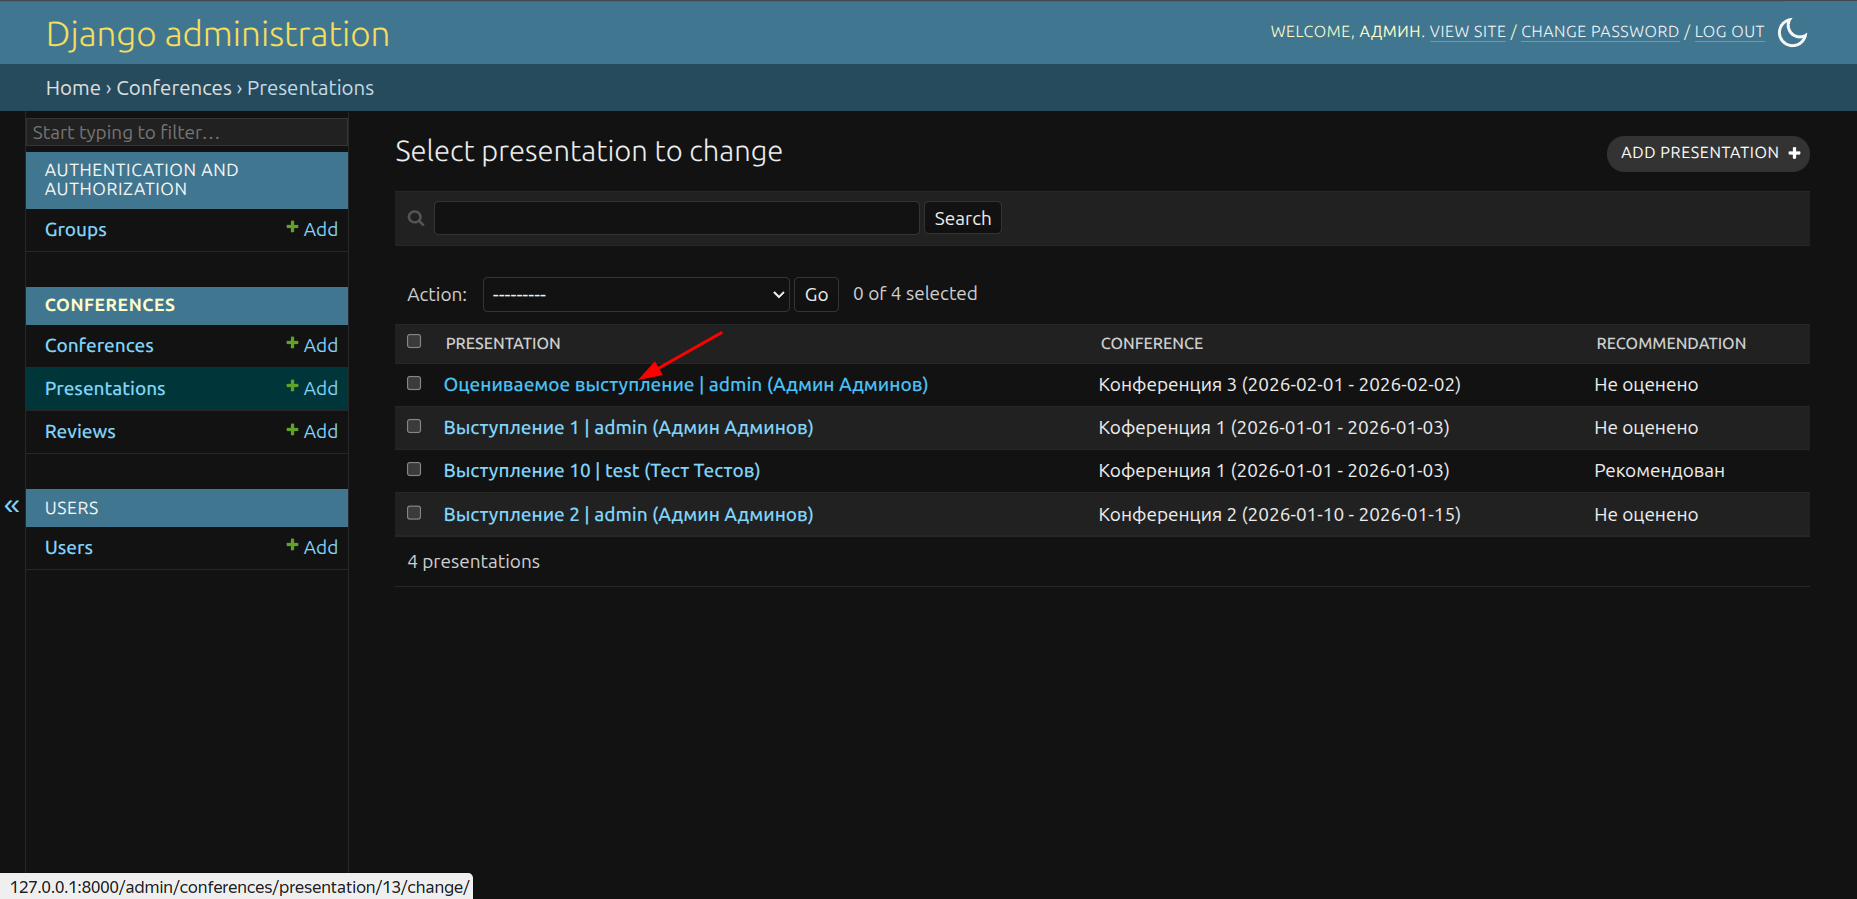 Django administration
WELCOME, АДМИН. VIEW SITE / CHANGE PASSWORD / LOG OUT
Home › Conferences › Presentations
Start typing to filter…
AUTHENTICATION AND
AUTHORIZATION
Groups + Add
CONFERENCES
Conferences + Add
Presentations + Add
Reviews + Add
«
USERS
Users + Add
Select presentation to change
ADD PRESENTATION +
Search
Action: --------- Go 0 of 4 selected
PRESENTATION CONFERENCE RECOMMENDATION
Оцениваемое выступление | admin (Админ Админов) Конференция 3 (2026-02-01 - 2026-02-02) Не оценено
Выступление 1 | admin (Админ Админов) Коференция 1 (2026-01-01 - 2026-01-03) Не оценено
Выступление 10 | test (Тест Тестов) Коференция 1 (2026-01-01 - 2026-01-03) Рекомендован
Выступление 2 | admin (Админ Админов) Конференция 2 (2026-01-10 - 2026-01-15) Не оценено
4 presentations
127.0.0.1:8000/admin/conferences/presentation/13/change/